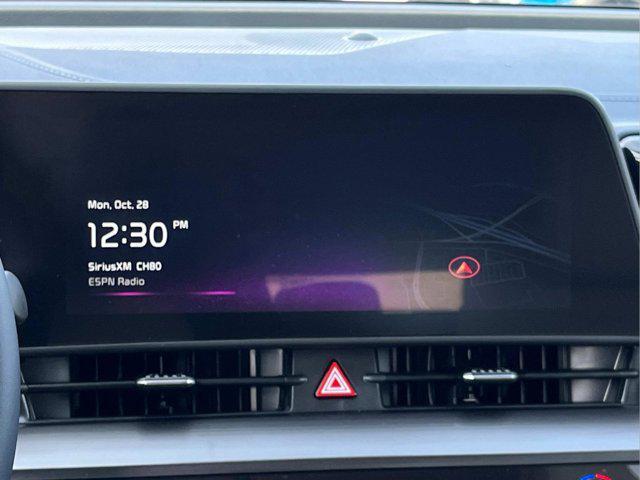 Mon, Oct. 28
12:30 PM
SiriusXM CH80
ESPN Radio